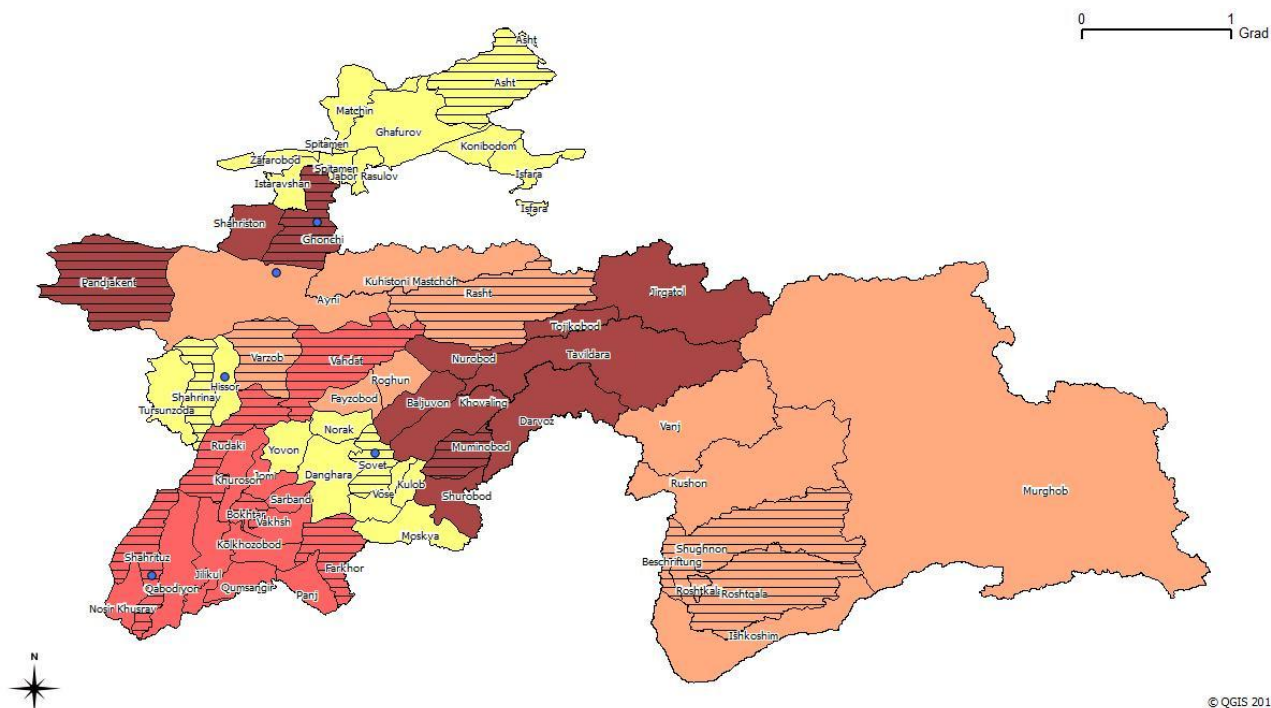 0 1
Grad
Asht
Asht
Matchin
Ghafurov
Spitamen
Konibodom
Zafarobod
Spitamen
Jabor Rasulov
Isfara
Istaravshan
Isfara
Shahriston
Ghonchi
Pandjakent
Kuhistoni Mastchoh
Jirgatol
Rasht
Ayni
Murghob
Tojikobod
Varzob
Vahdat
Nurobod
Tavildara
Roghun
Hissor
Shahrinav
Fayzobod
Baljuvon
Khovaling
Tursunzoda
Darvoz
Vanj
Norak
Rudaki
Yovon
Muminobod
Sovet
Danghara
Khuroson
Jomi
Kulob
Rushon
Vose
Shurobod
Sarband
Bokhtar
Vakhsh
Moskva
Kolkhozobod
Shahrituz
Shughnon
Beschriftung
Farkhor
Jilikul
Qabodiyon
Qumsangir
Panj
Roshtkala
Roshtqala
Nosir Khusrav
Ishkoshim
N
© QGIS 201